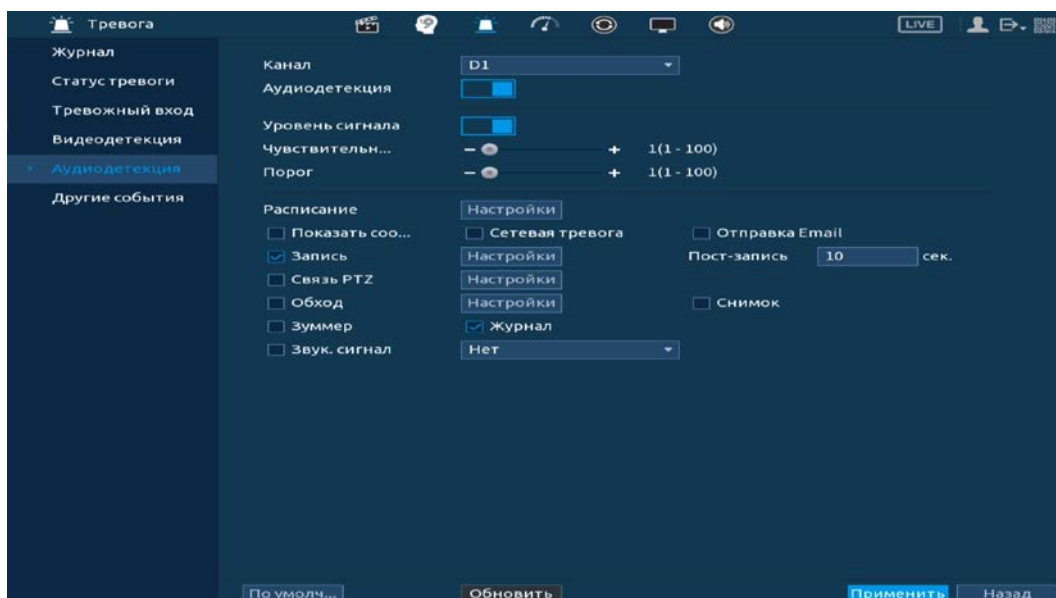 Тревога LIVE
Журнал
Статус тревоги
Тревожный вход
Видеодетекция
Аудиодетекция
Другие события
Канал D1
Аудиодетекция
Уровень сигнала
Чувствительн... - + 1(1 - 100)
Порог - + 1(1 - 100)
Расписание Настройки
Показать соо... Сетевая тревога Отправка Email
Запись Настройки Пост-запись 10 сек.
Связь PTZ Настройки
Обход Настройки Снимок
Зуммер Журнал
Звук. сигнал Нет
По умолч... Обновить Применить Назад